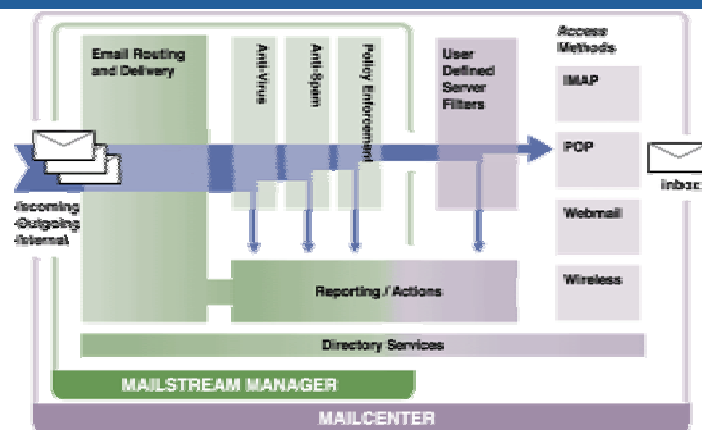 Email Routing
and Delivery
Anti-Virus
Anti-Spam
Policy Enforcement
User
Defined
Server
Filters
Access
Methods
IMAP
POP
Webmail
Wireless
-Incoming
-Outgoing
-Internal
inbox
Reporting / Actions
Directory Services
MAILSTREAM MANAGER
MAILCENTER